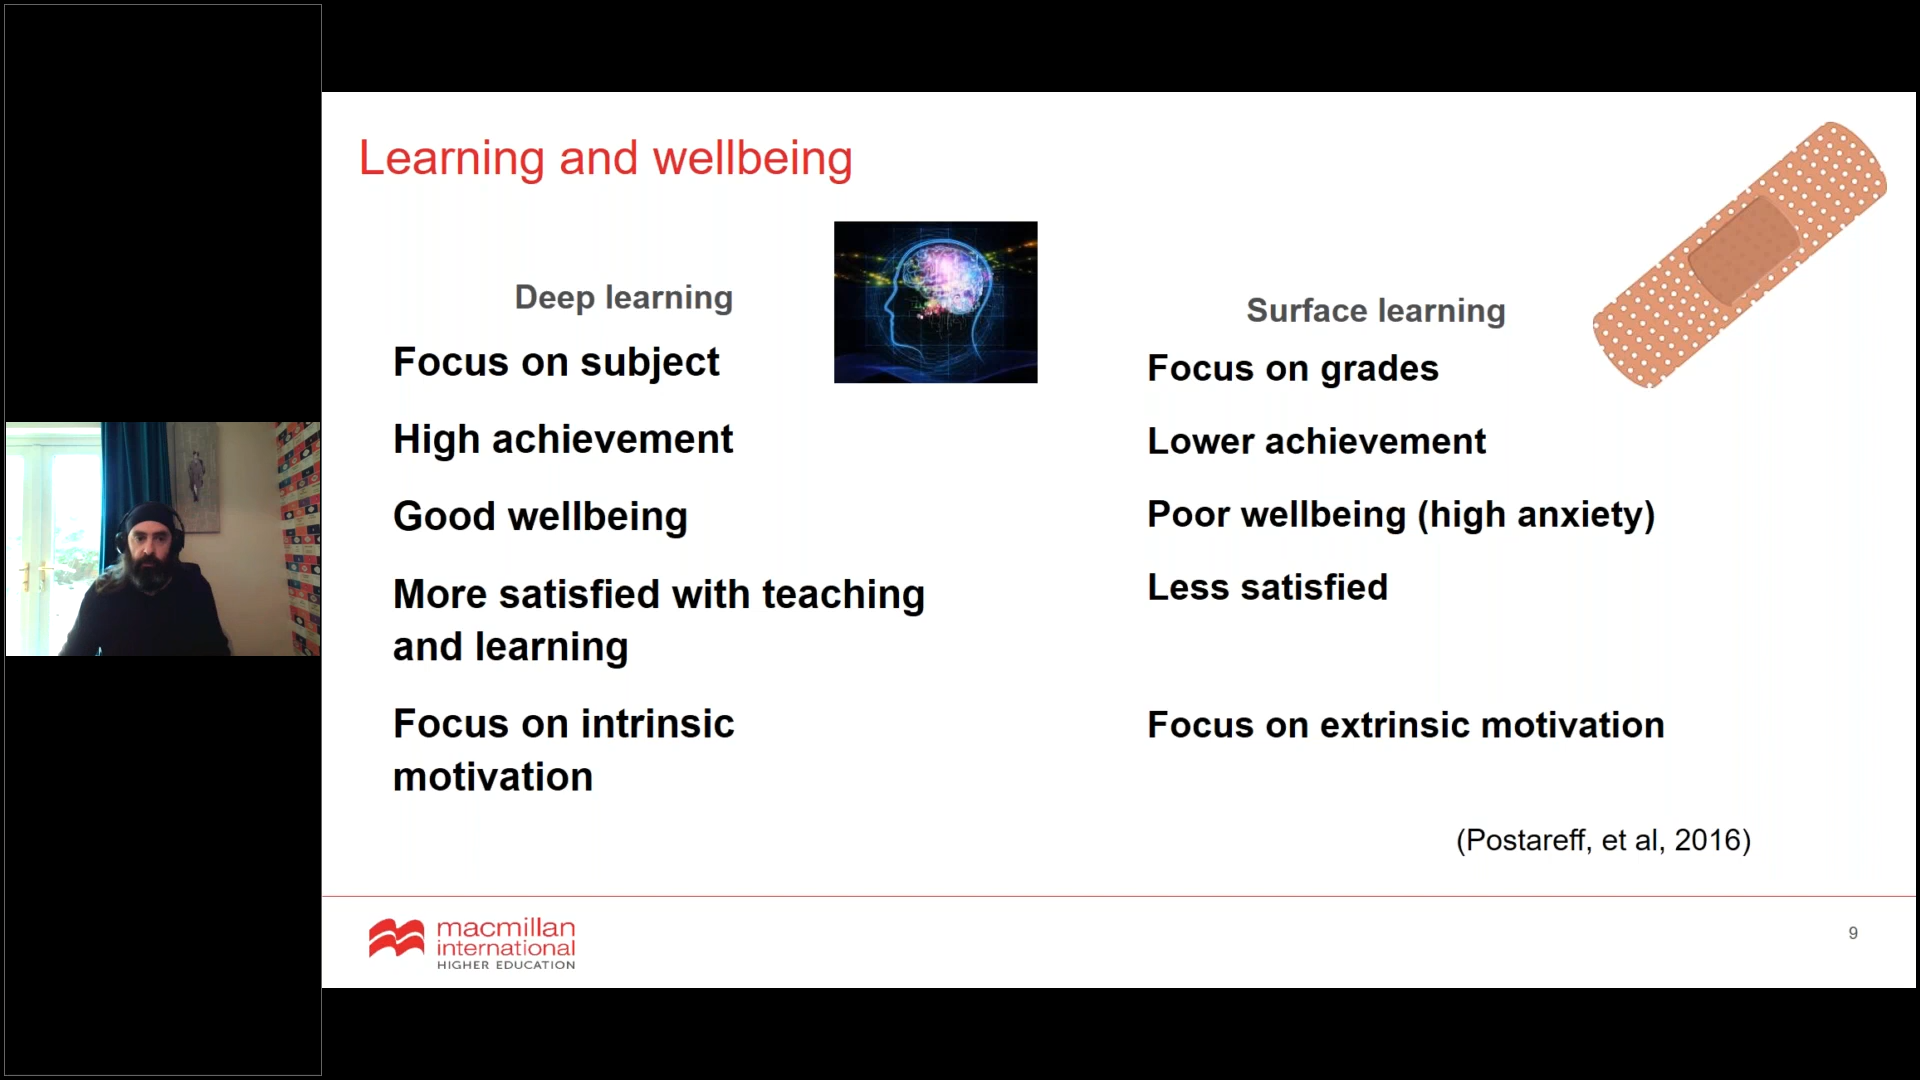 Learning and wellbeing
Deep learning
Focus on subject
High achievement
Good wellbeing
More satisfied with teaching
and learning
Focus on intrinsic
motivation
Surface learning
Focus on grades
Lower achievement
Poor wellbeing (high anxiety)
Less satisfied
Focus on extrinsic motivation
(Postareff, et al, 2016)
macmillan
international
HIGHER EDUCATION
9